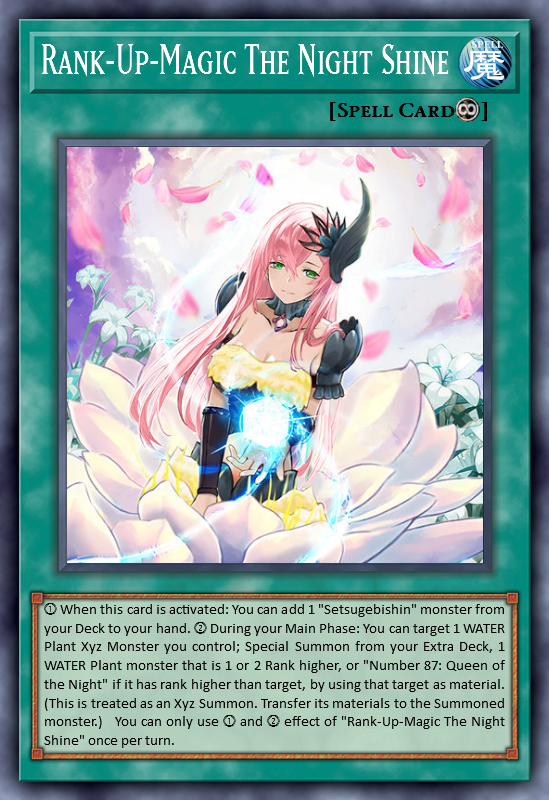 Rank-Up-Magic The Night Shine
SPELL
魔
[Spell Card♾]
① When this card is activated: You can add 1 "Setsugebishin" monster from
your Deck to your hand. ② During your Main Phase: You can target 1 WATER
Plant Xyz Monster you control; Special Summon from your Extra Deck, 1
WATER Plant monster that is 1 or 2 Rank higher, or "Number 87: Queen of
the Night" if it has rank higher than target, by using that target as material.
(This is treated as an Xyz Summon. Transfer its materials to the Summoned
monster.) You can only use ① and ② effect of "Rank-Up-Magic The Night
Shine" once per turn.